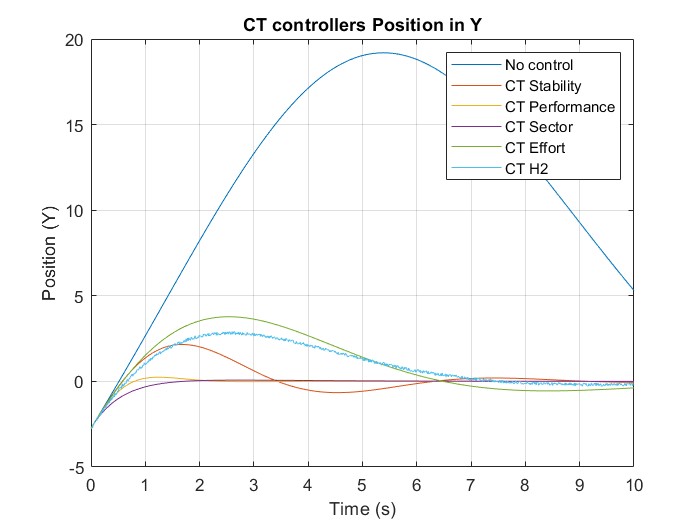 CT controllers Position in Y
20
15
10
5
0
-5
Position (Y)
No control
CT Stability
CT Performance
CT Sector
CT Effort
CT H2
0 1 2 3 4 5 6 7 8 9 10
Time (s)